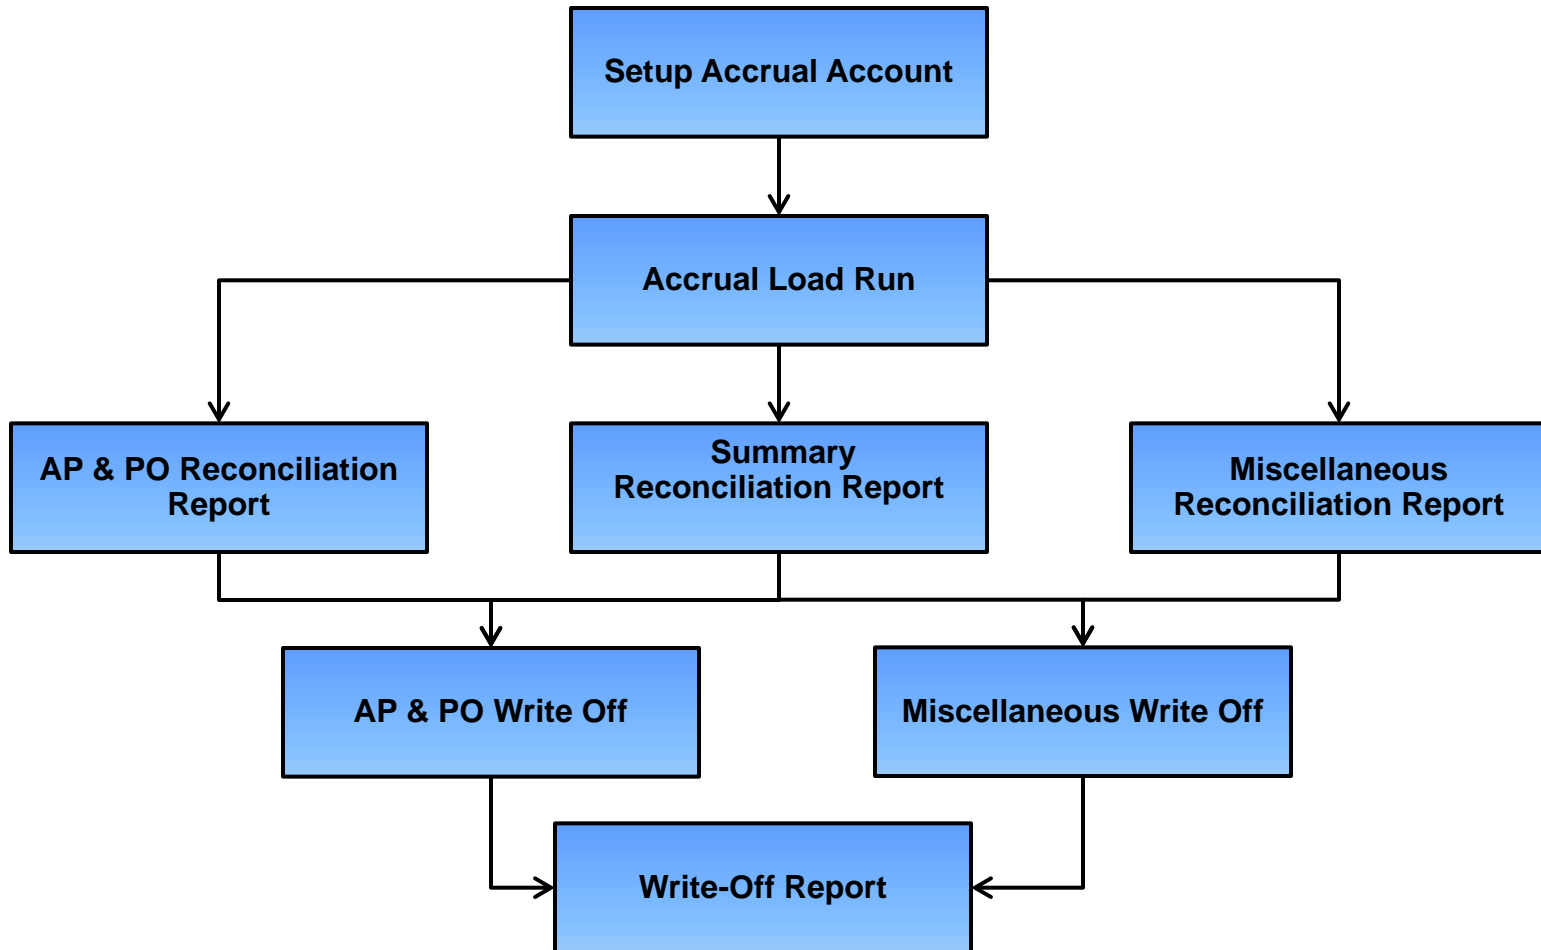 Setup Accrual Account
Accrual Load Run
AP & PO Reconciliation
Report
Summary
Reconciliation Report
Miscellaneous
Reconciliation Report
AP & PO Write Off
Miscellaneous Write Off
Write-Off Report